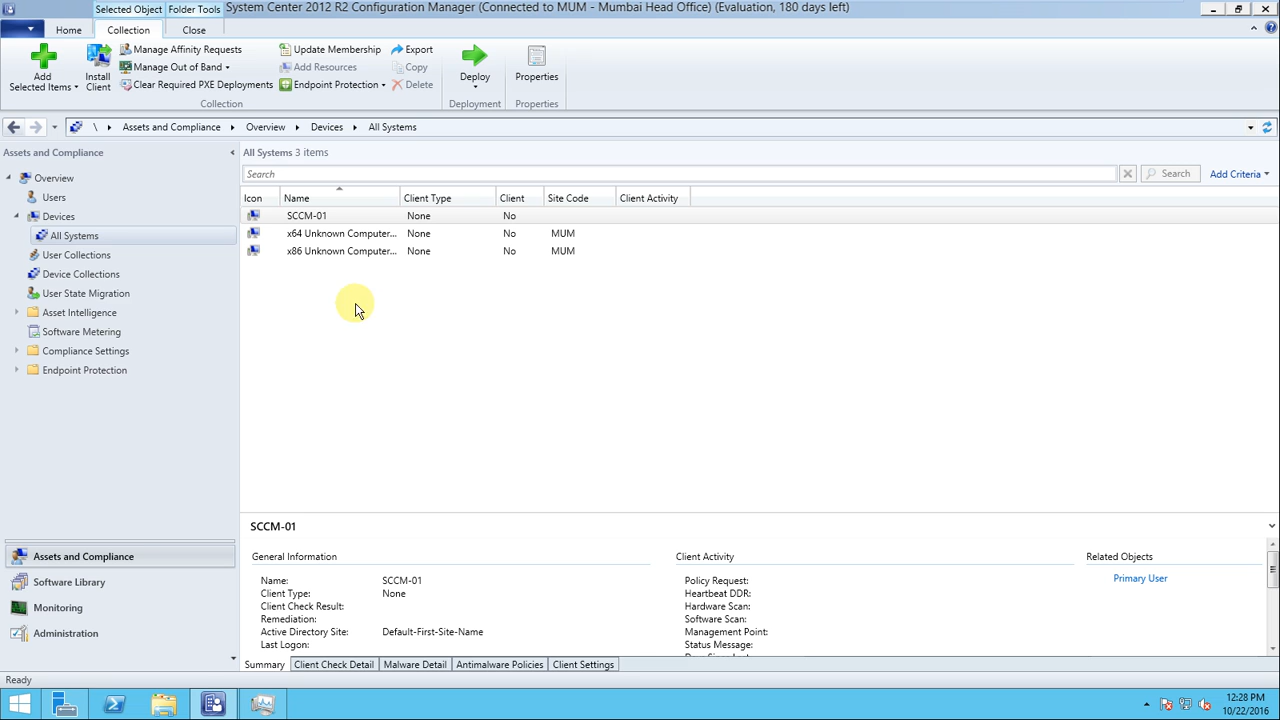 Selected Object Folder Tools System Center 2012 R2 Configuration Manager (Connected to MUM - Mumbai Head Office) (Evaluation, 180 days left)
Home Collection Close
Add Selected Items
Install Client
Manage Affinity Requests
Manage Out of Band
Clear Required PXE Deployments
Update Membership
Add Resources
Endpoint Protection
Export
Copy
Delete
Deploy
Properties
Collection Deployment Properties
\ Assets and Compliance Overview Devices All Systems
Assets and Compliance
Overview
Users
Devices
All Systems
User Collections
Device Collections
User State Migration
Asset Intelligence
Software Metering
Compliance Settings
Endpoint Protection
Assets and Compliance
Software Library
Monitoring
Administration
All Systems 3 items
Search Search Add Criteria
Icon Name Client Type Client Site Code Client Activity
SCCM-01 None No
x64 Unknown Computer... None No MUM
x86 Unknown Computer... None No MUM
SCCM-01
General Information
Name: SCCM-01
Client Type: None
Client Check Result:
Remediation:
Active Directory Site: Default-First-Site-Name
Last Logon:
Client Activity
Policy Request:
Heartbeat DDR:
Hardware Scan:
Software Scan:
Management Point:
Status Message:
Related Objects
Primary User
Summary Client Check Detail Malware Detail Antimalware Policies Client Settings
Ready
12:28 PM
10/22/2016